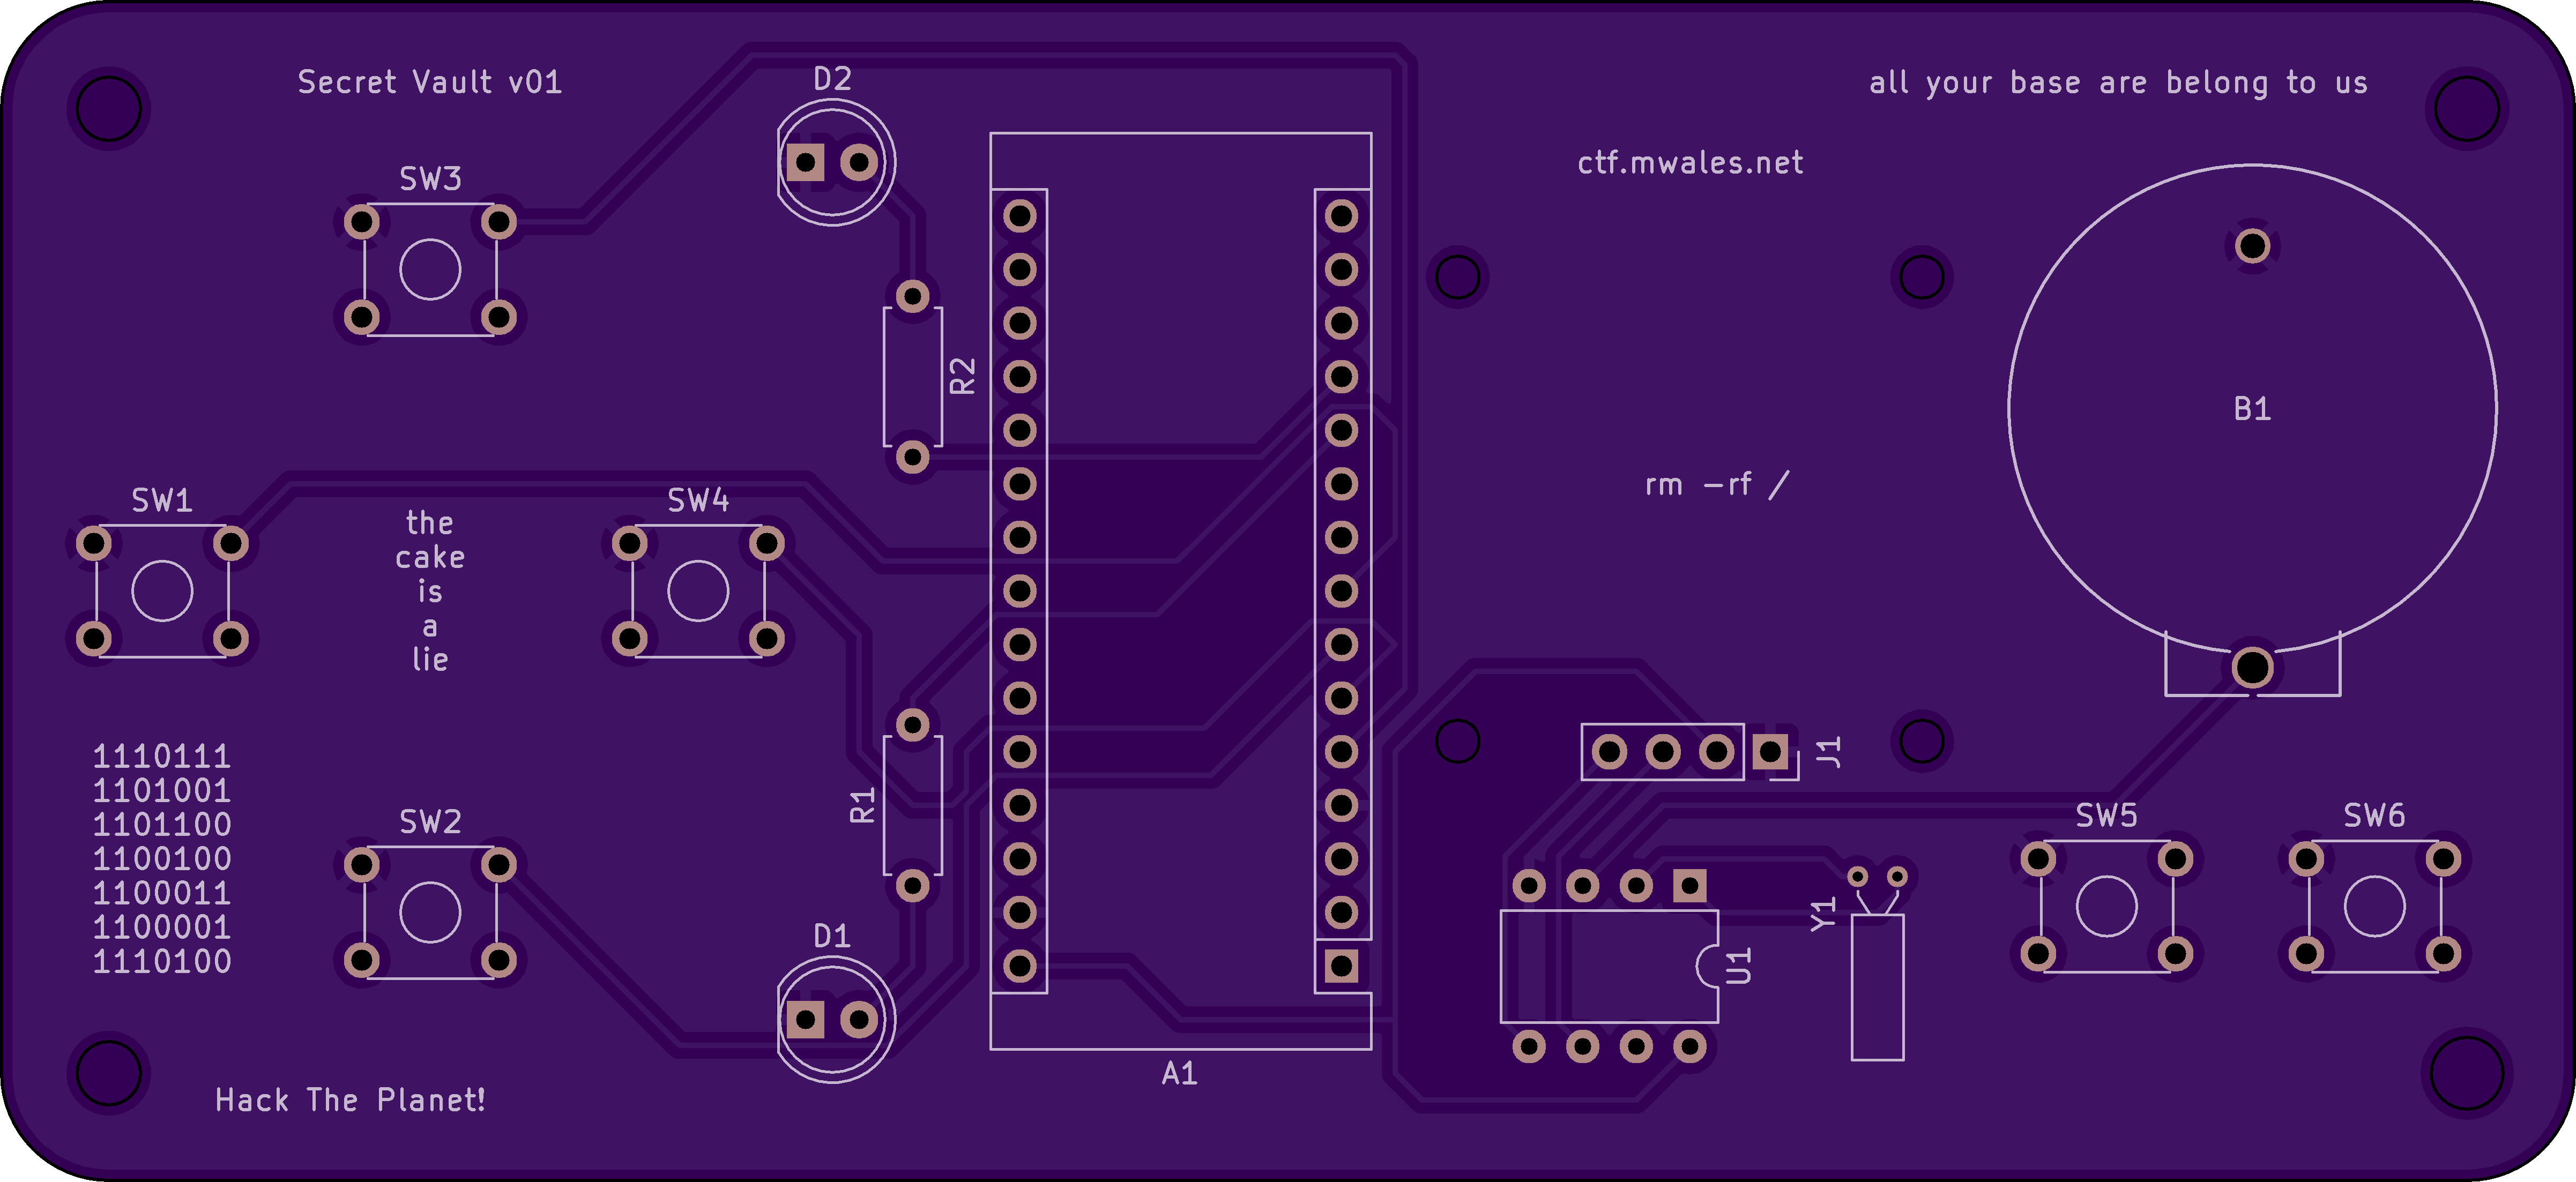 Secret Vault v01
D2
all your base are belong to us
ctf.mwales.net
SW3
R2
B1
rm -rf /
SW1
SW4
the
cake
is
a
lie
J1
1110111
1101001
1101100
1100100
1100011
1100001
1110100
SW2
R1
SW5
SW6
Y1
D1
U1
A1
Hack The Planet!